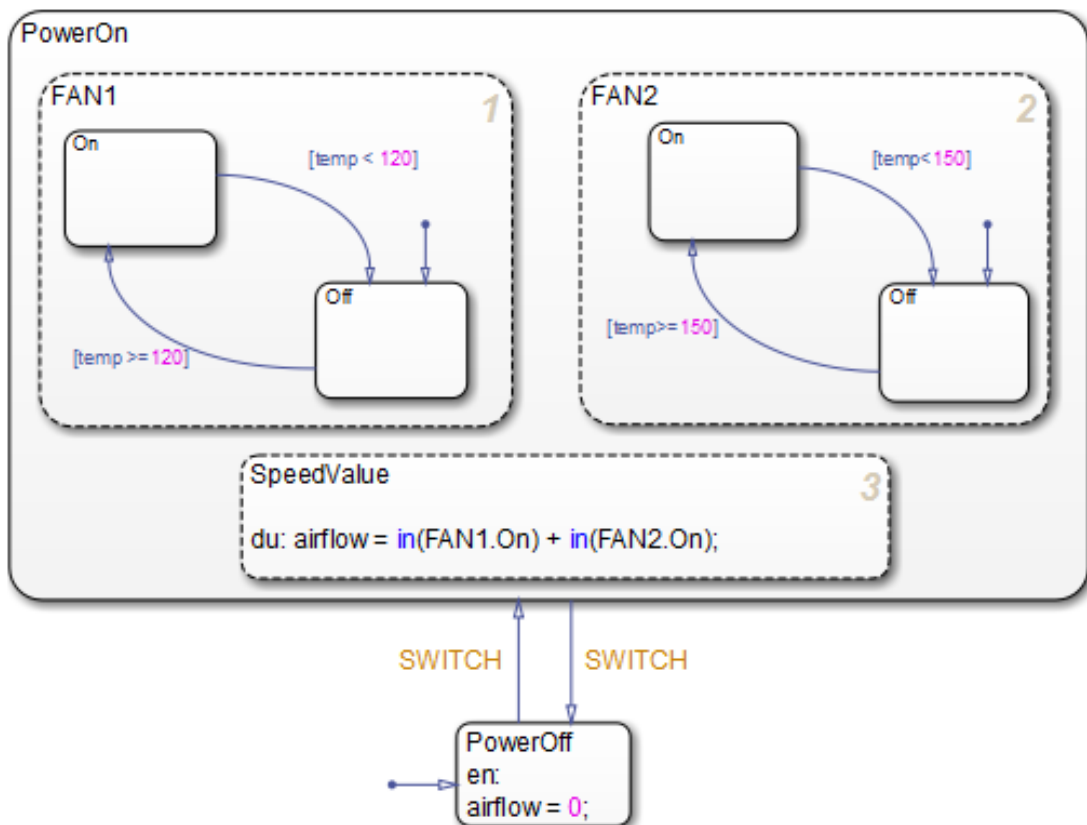 PowerOn
FAN1
1
On
[temp < 120]
Off
[temp >= 120]
FAN2
2
On
[temp< 150]
Off
[temp>= 150]
SpeedValue
3
du: airflow = in(FAN1.On) + in(FAN2.On);
SWITCH
SWITCH
PowerOff
en:
airflow = 0;